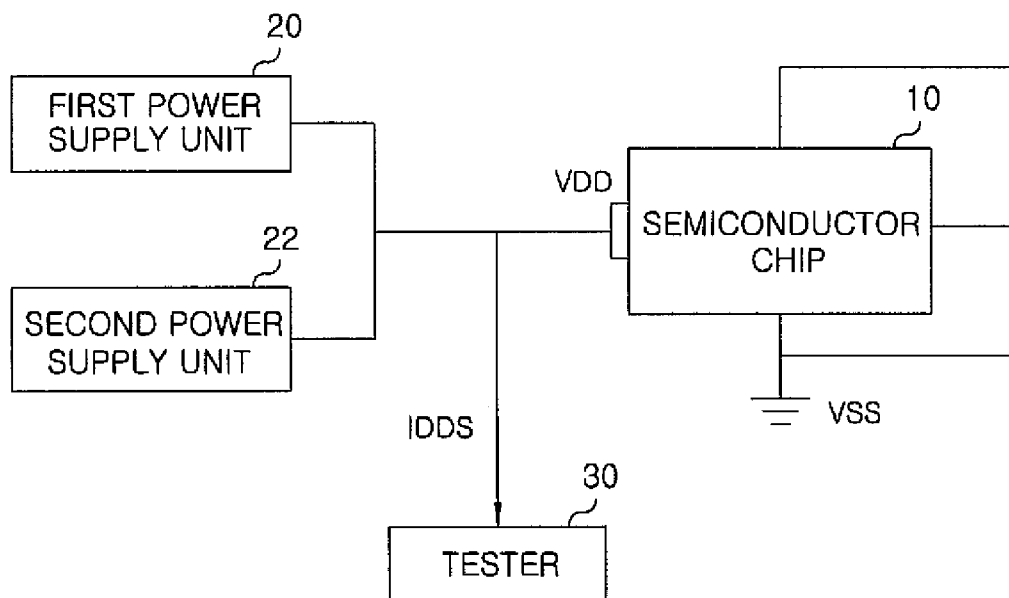 20
FIRST POWER
SUPPLY UNIT
10
VDD
SEMICONDUCTOR
CHIP
22
SECOND POWER
SUPPLY UNIT
IDDS
VSS
30
TESTER